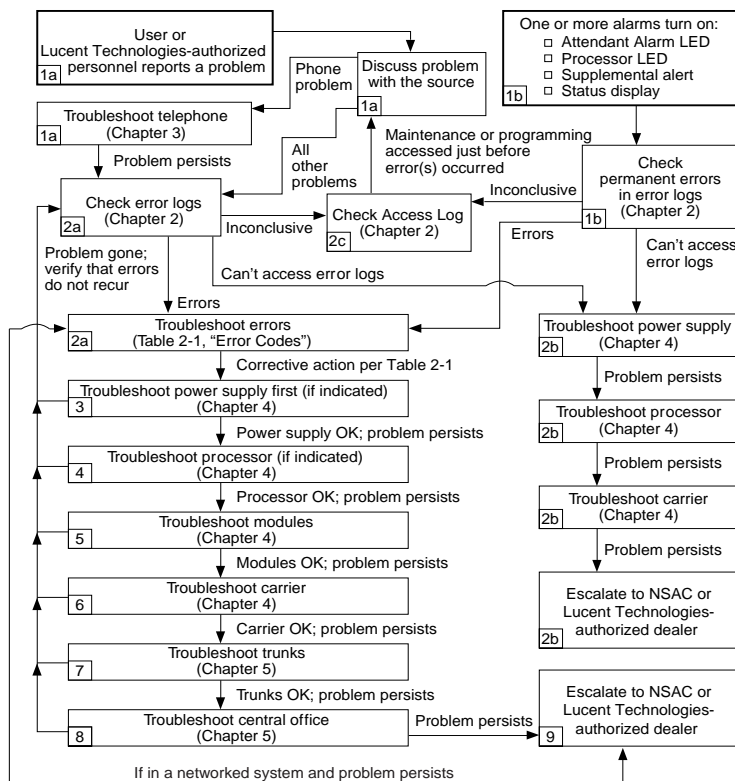 User or
Lucent Technologies-authorized
personnel reports a problem
1a
One or more alarms turn on:
Attendant Alarm LED
Processor LED
Supplemental alert
Status display
1b
Discuss problem
with the source
1a
Phone
problem
Troubleshoot telephone
(Chapter 3)
1a
Problem persists
All
other
problems
Maintenance or programming
accessed just before
error(s) occurred
Check
permanent errors
in error logs
(Chapter 2)
1b
Check error logs
(Chapter 2)
2a
Inconclusive
Check Access Log
(Chapter 2)
2c
Inconclusive
Errors
Can't access
error logs
Problem gone;
verify that errors
do not recur
Can't access error logs
Errors
Troubleshoot errors
(Table 2-1, “Error Codes”)
2a
Troubleshoot power supply
(Chapter 4)
2b
Corrective action per Table 2-1
Problem persists
Troubleshoot power supply first (if indicated)
(Chapter 4)
3
Troubleshoot processor
(Chapter 4)
2b
Power supply OK; problem persists
Problem persists
Troubleshoot processor (if indicated)
(Chapter 4)
4
Troubleshoot carrier
(Chapter 4)
2b
Processor OK; problem persists
Problem persists
Troubleshoot modules
(Chapter 4)
5
Modules OK; problem persists
Escalate to NSAC or
Lucent Technologies-
authorized dealer
2b
Troubleshoot carrier
(Chapter 4)
6
Carrier OK; problem persists
Troubleshoot trunks
(Chapter 5)
7
Trunks OK; problem persists
Troubleshoot central office
(Chapter 5)
8
Problem persists
Escalate to NSAC or
Lucent Technologies-
authorized dealer
9
If in a networked system and problem persists